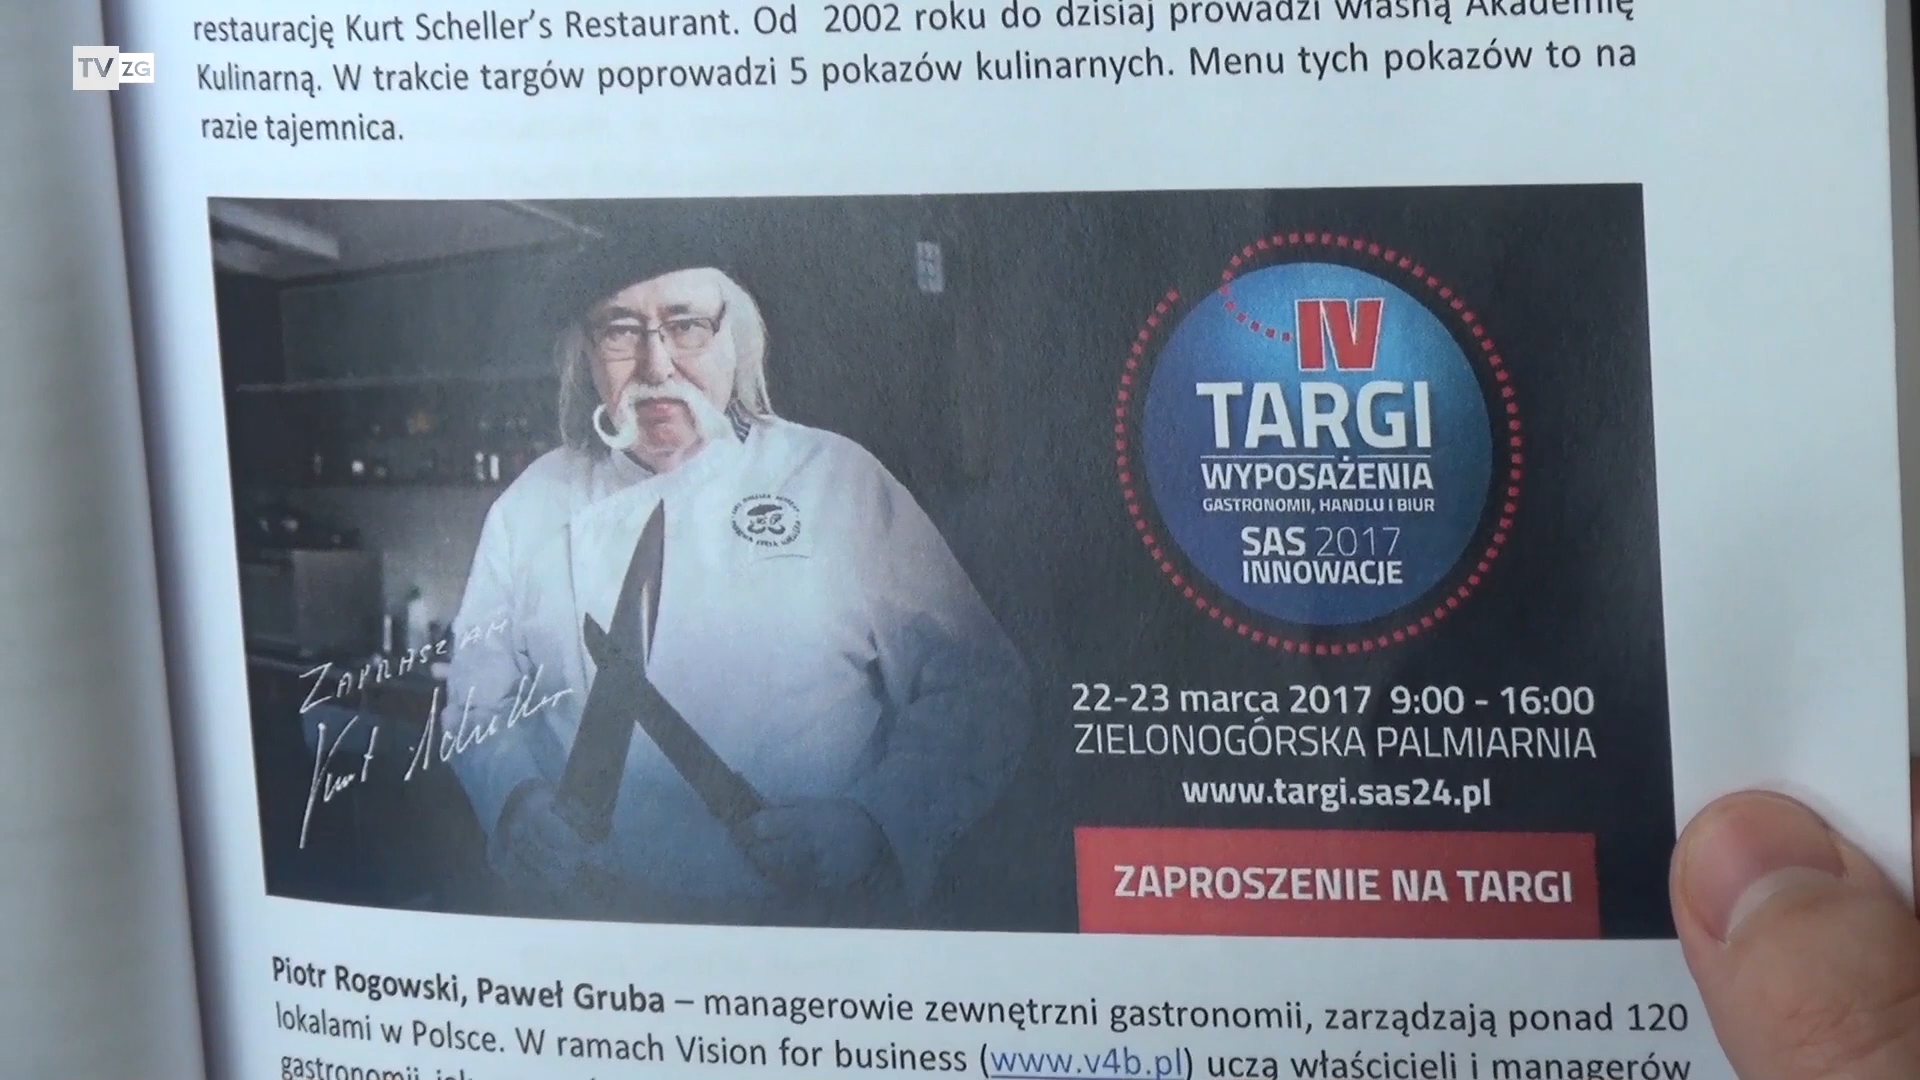 restaurację Kurt Scheller's Restaurant. Od 2002 roku do dzisiaj prowadzi własną Akademię
Kulinarną. W trakcie targów poprowadzi 5 pokazów kulinarnych. Menu tych pokazów to na
razie tajemnica.
TV ZG
IV
TARGI
WYPOSAŻENIA
GASTRONOMII, HANDLU I BIUR
SAS 2017
INNOWACJE
ZAPRASZAM
Kurt Scheller
22-23 marca 2017 9:00 - 16:00
ZIELONOGÓRSKA PALMIARNIA
www.targi.sas24.pl
ZAPROSZENIE NA TARGI
Piotr Rogowski, Paweł Gruba – managerowie zewnętrzni gastronomii, zarządzają ponad 120
lokalami w Polsce. W ramach Vision for business (www.v4b.pl) uczą właścicieli i managerów
gastronomii